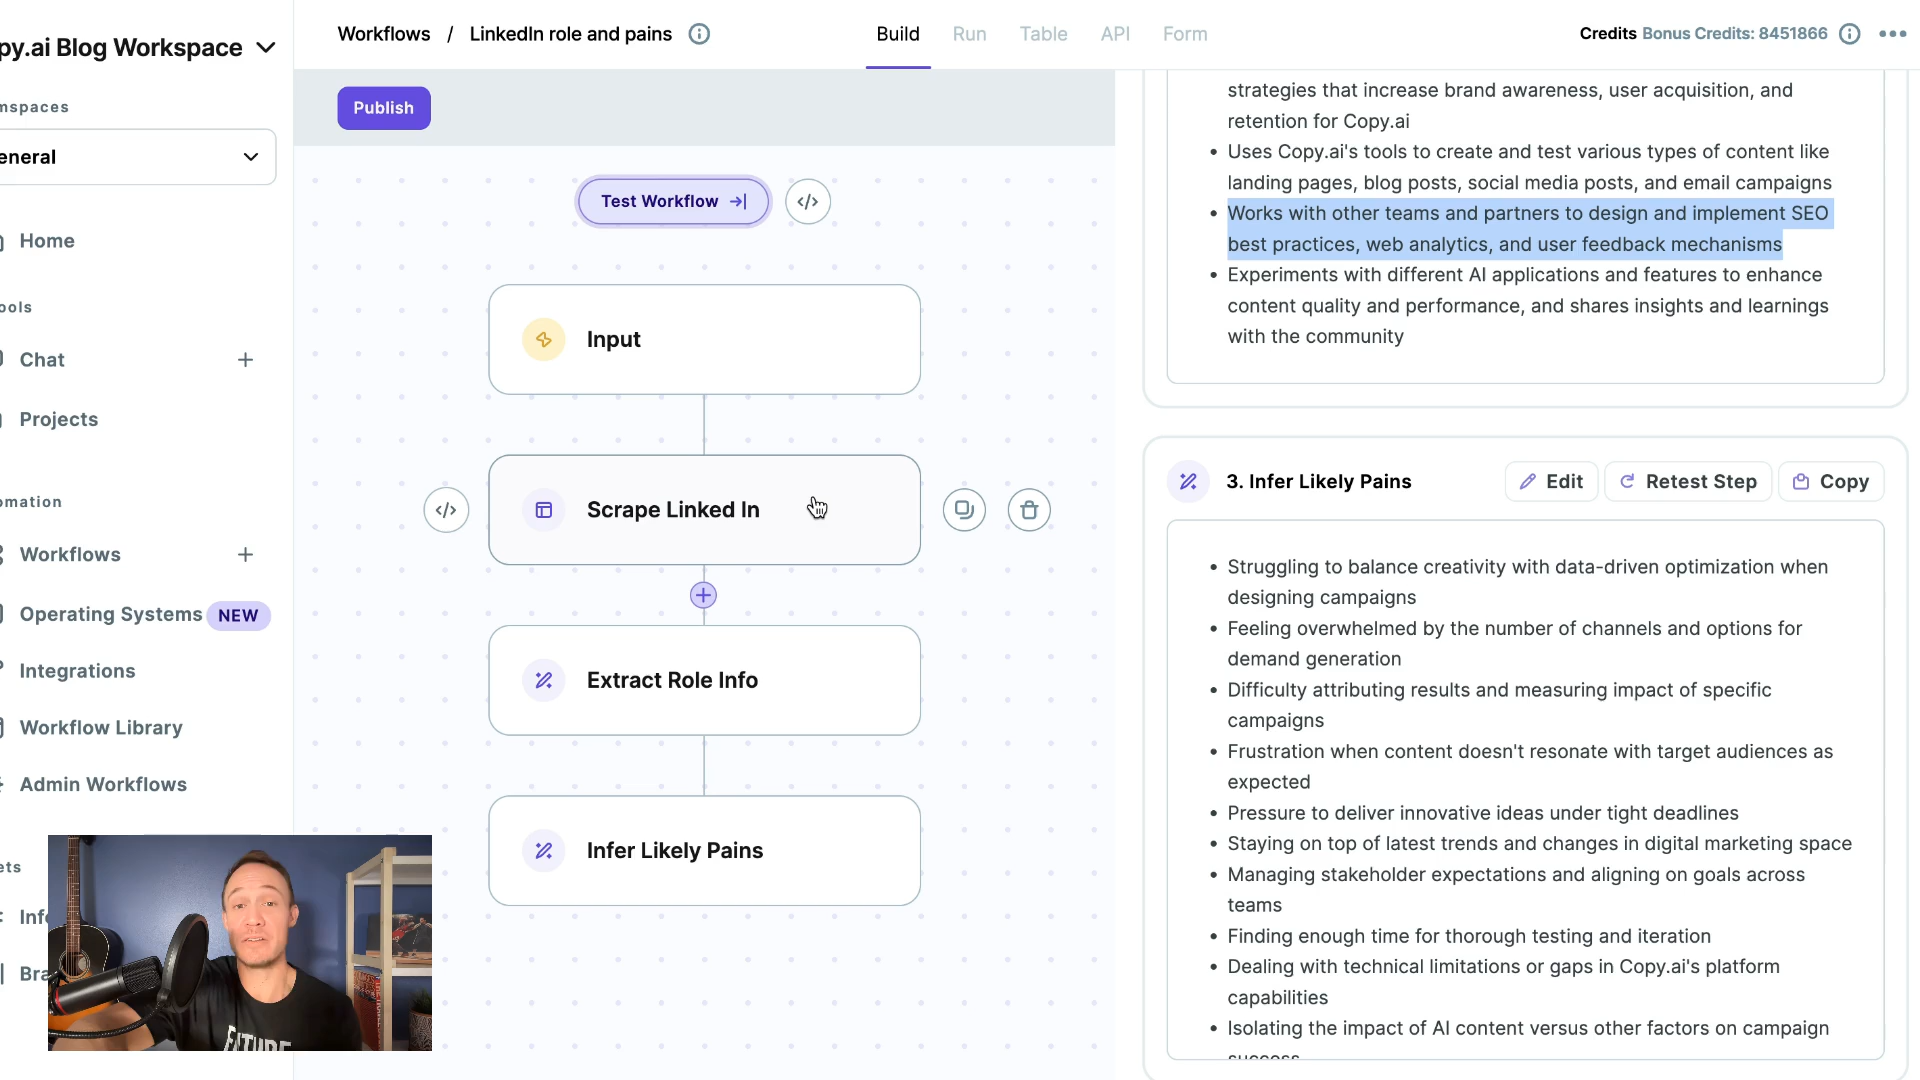 py.ai Blog Workspace
Workflows / LinkedIn role and pains
Build
Run
Table
API
Form
Credits Bonus Credits: 8451866
mspaces
eneral
Home
ools
Chat
Projects
omation
Workflows
Operating Systems NEW
Integrations
Workflow Library
Admin Workflows
ets
Inf
Bra
Publish
Test Workflow
</>
Input
</>
Scrape Linked In
Extract Role Info
Infer Likely Pains
strategies that increase brand awareness, user acquisition, and
retention for Copy.ai
• Uses Copy.ai's tools to create and test various types of content like
landing pages, blog posts, social media posts, and email campaigns
• Works with other teams and partners to design and implement SEO
best practices, web analytics, and user feedback mechanisms
• Experiments with different AI applications and features to enhance
content quality and performance, and shares insights and learnings
with the community
3. Infer Likely Pains
Edit
Retest Step
Copy
• Struggling to balance creativity with data-driven optimization when
designing campaigns
• Feeling overwhelmed by the number of channels and options for
demand generation
• Difficulty attributing results and measuring impact of specific
campaigns
• Frustration when content doesn't resonate with target audiences as
expected
• Pressure to deliver innovative ideas under tight deadlines
• Staying on top of latest trends and changes in digital marketing space
• Managing stakeholder expectations and aligning on goals across
teams
• Finding enough time for thorough testing and iteration
• Dealing with technical limitations or gaps in Copy.ai's platform
capabilities
• Isolating the impact of AI content versus other factors on campaign
success
FUTURE